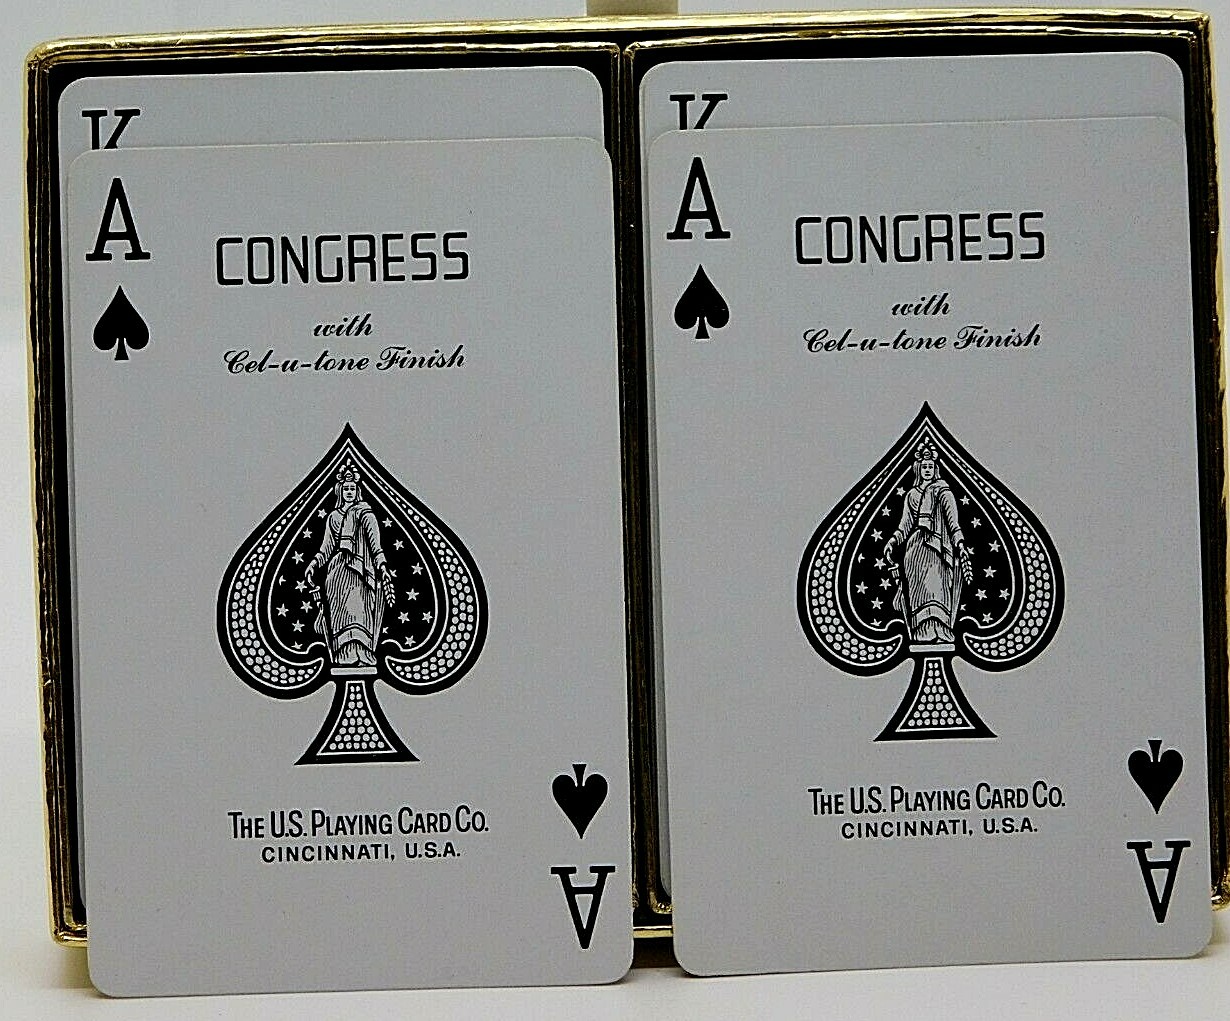 K
A
CONGRESS
with
Cel-u-tone Finish
THE U.S. PLAYING CARD CO.
CINCINNATI, U.S.A.
A
K
A
CONGRESS
with
Cel-u-tone Finish
THE U.S. PLAYING CARD CO.
CINCINNATI, U.S.A.
A